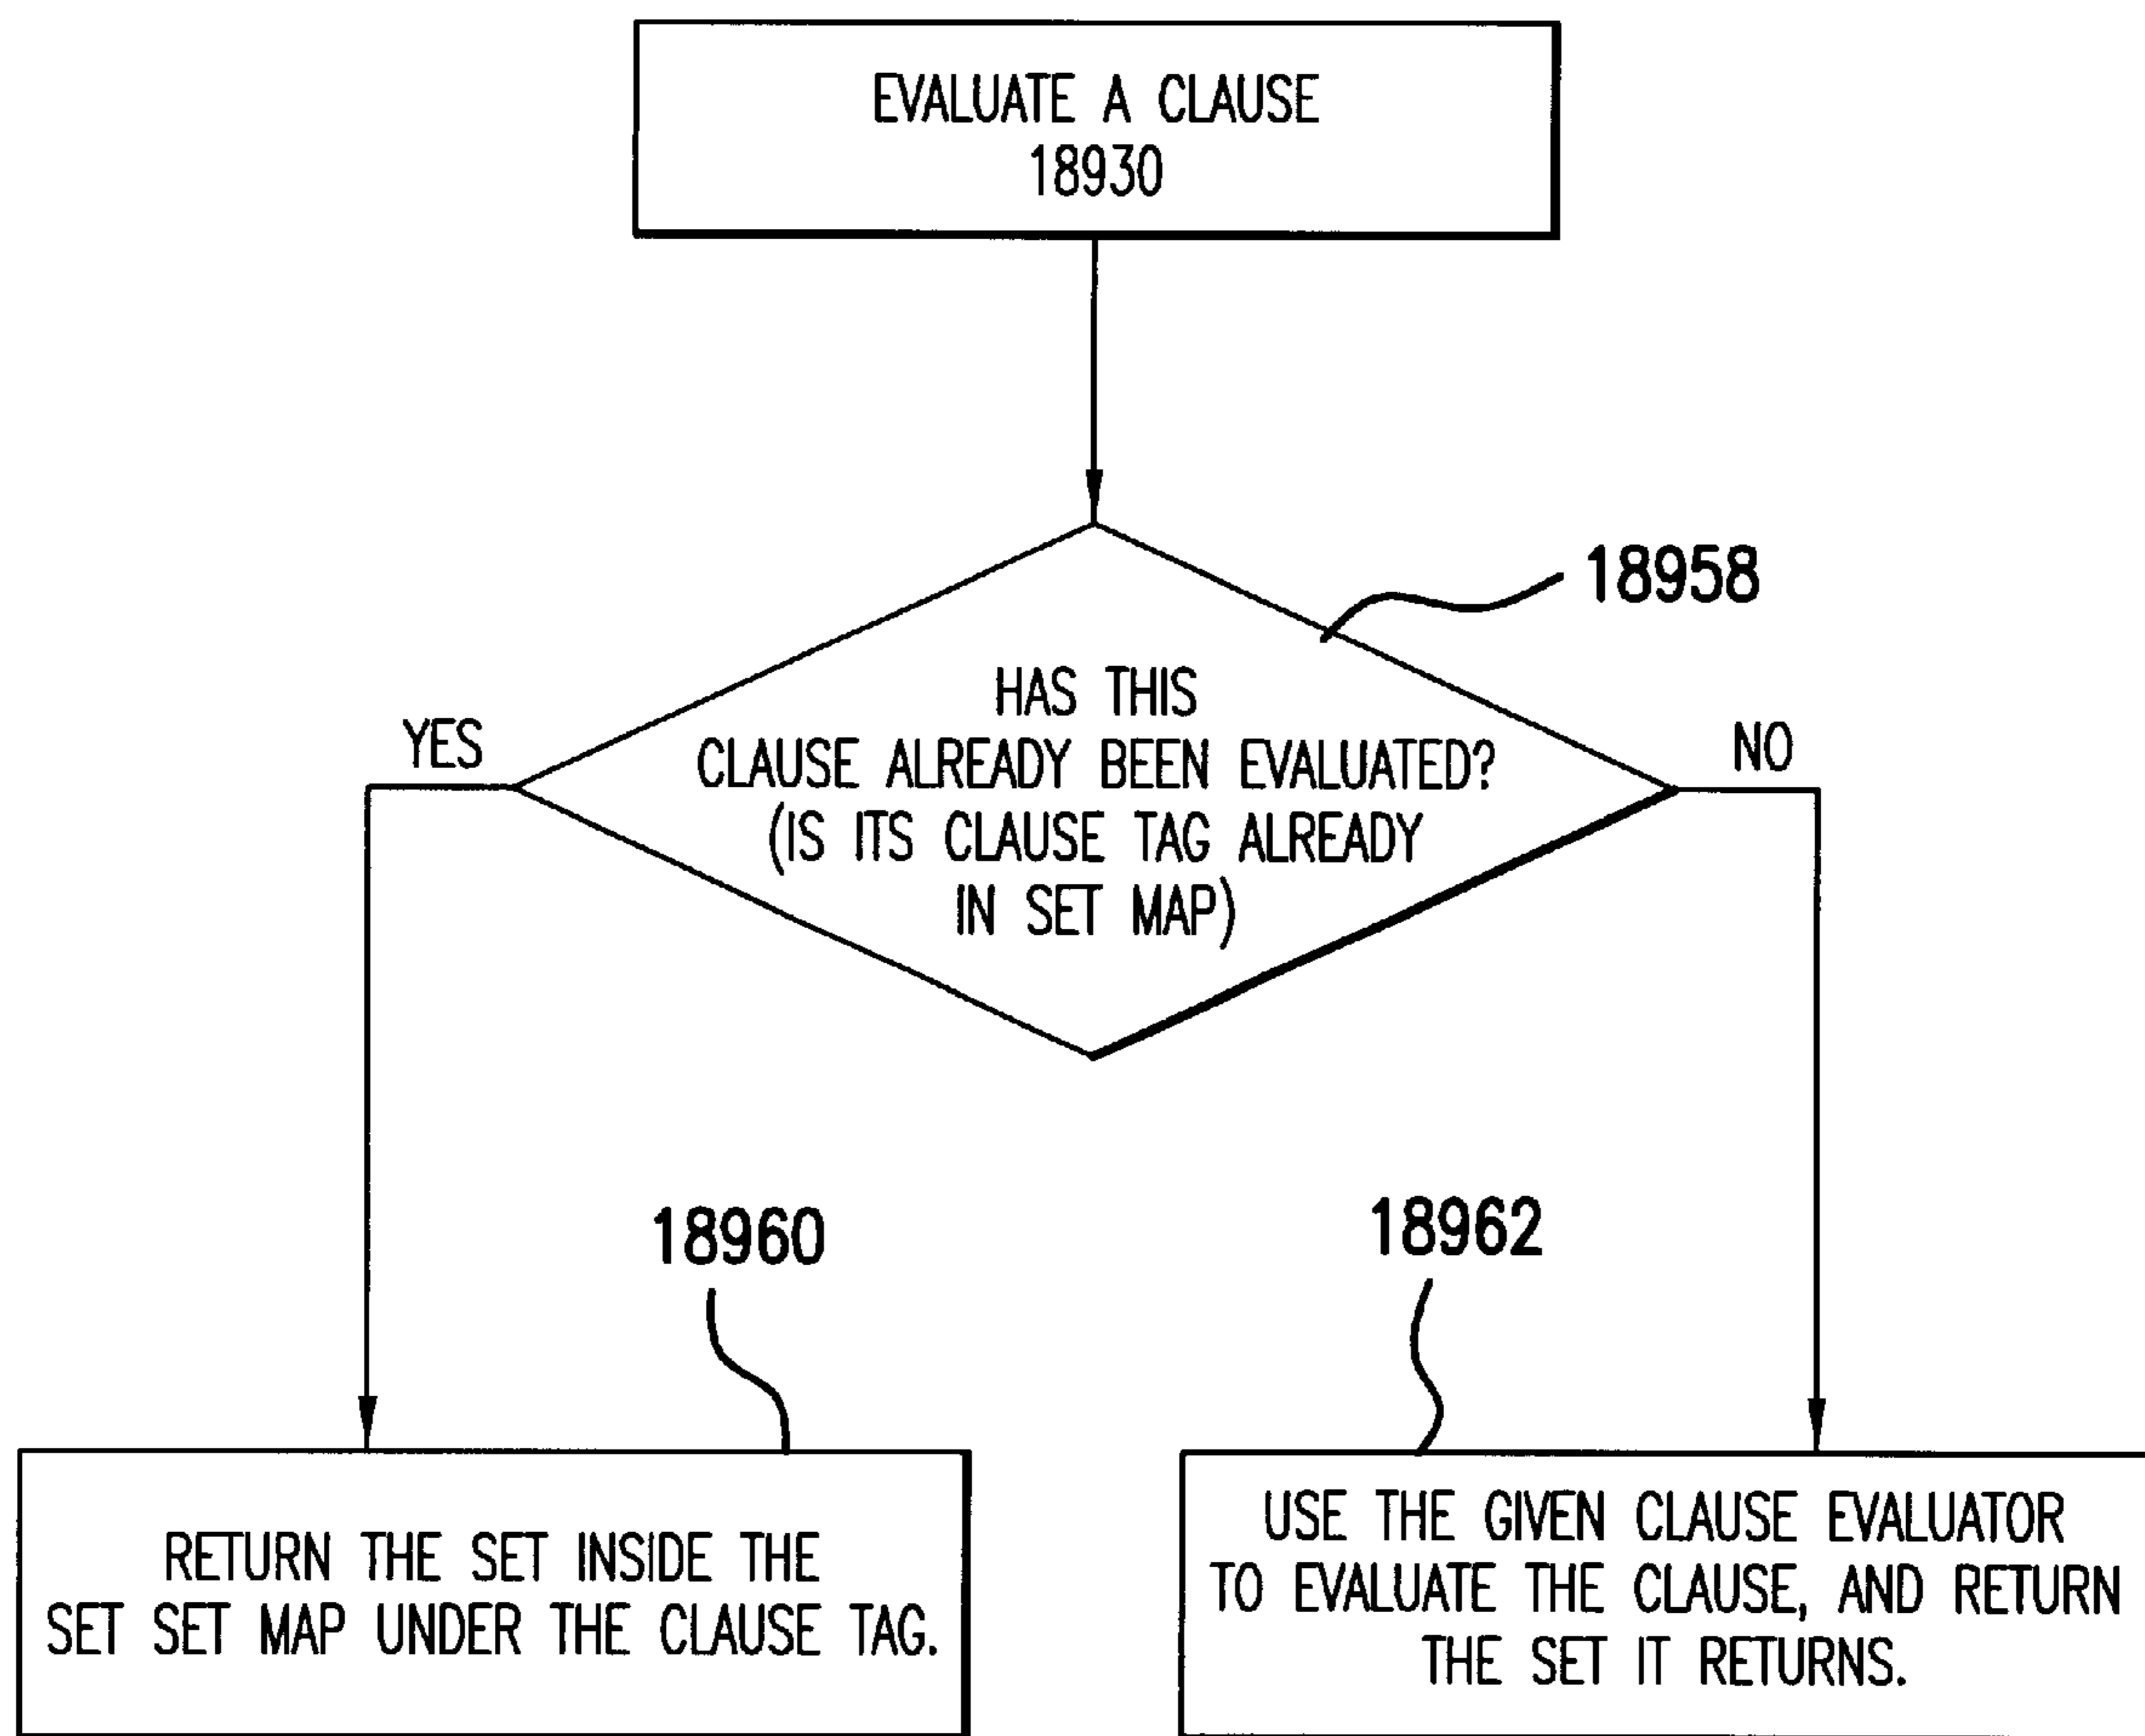 EVALUATE A CLAUSE
18930
18958
HAS THIS
CLAUSE ALREADY BEEN EVALUATED?
(IS ITS CLAUSE TAG ALREADY
IN SET MAP)
YES
NO
18960
18962
RETURN THE SET INSIDE THE
SET SET MAP UNDER THE CLAUSE TAG.
USE THE GIVEN CLAUSE EVALUATOR
TO EVALUATE THE CLAUSE, AND RETURN
THE SET IT RETURNS.